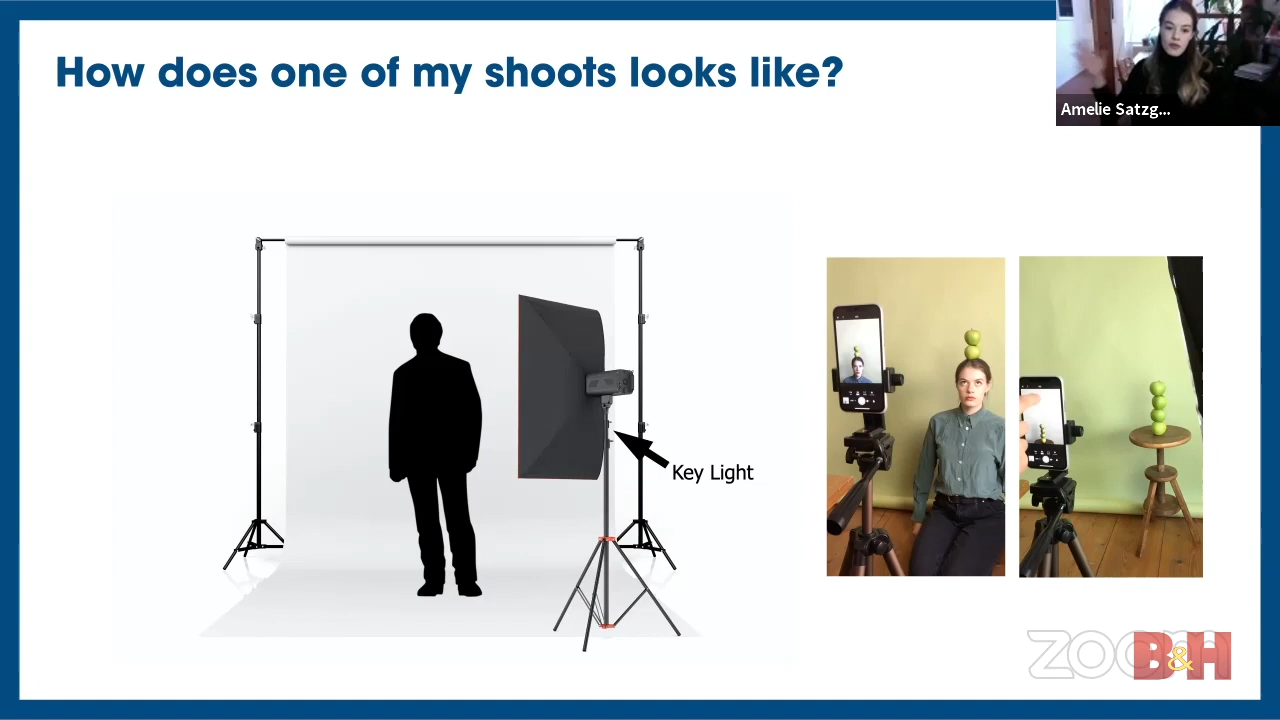 How does one of my shoots looks like?
Amelie Satzg...
Key Light
zoom
B&H